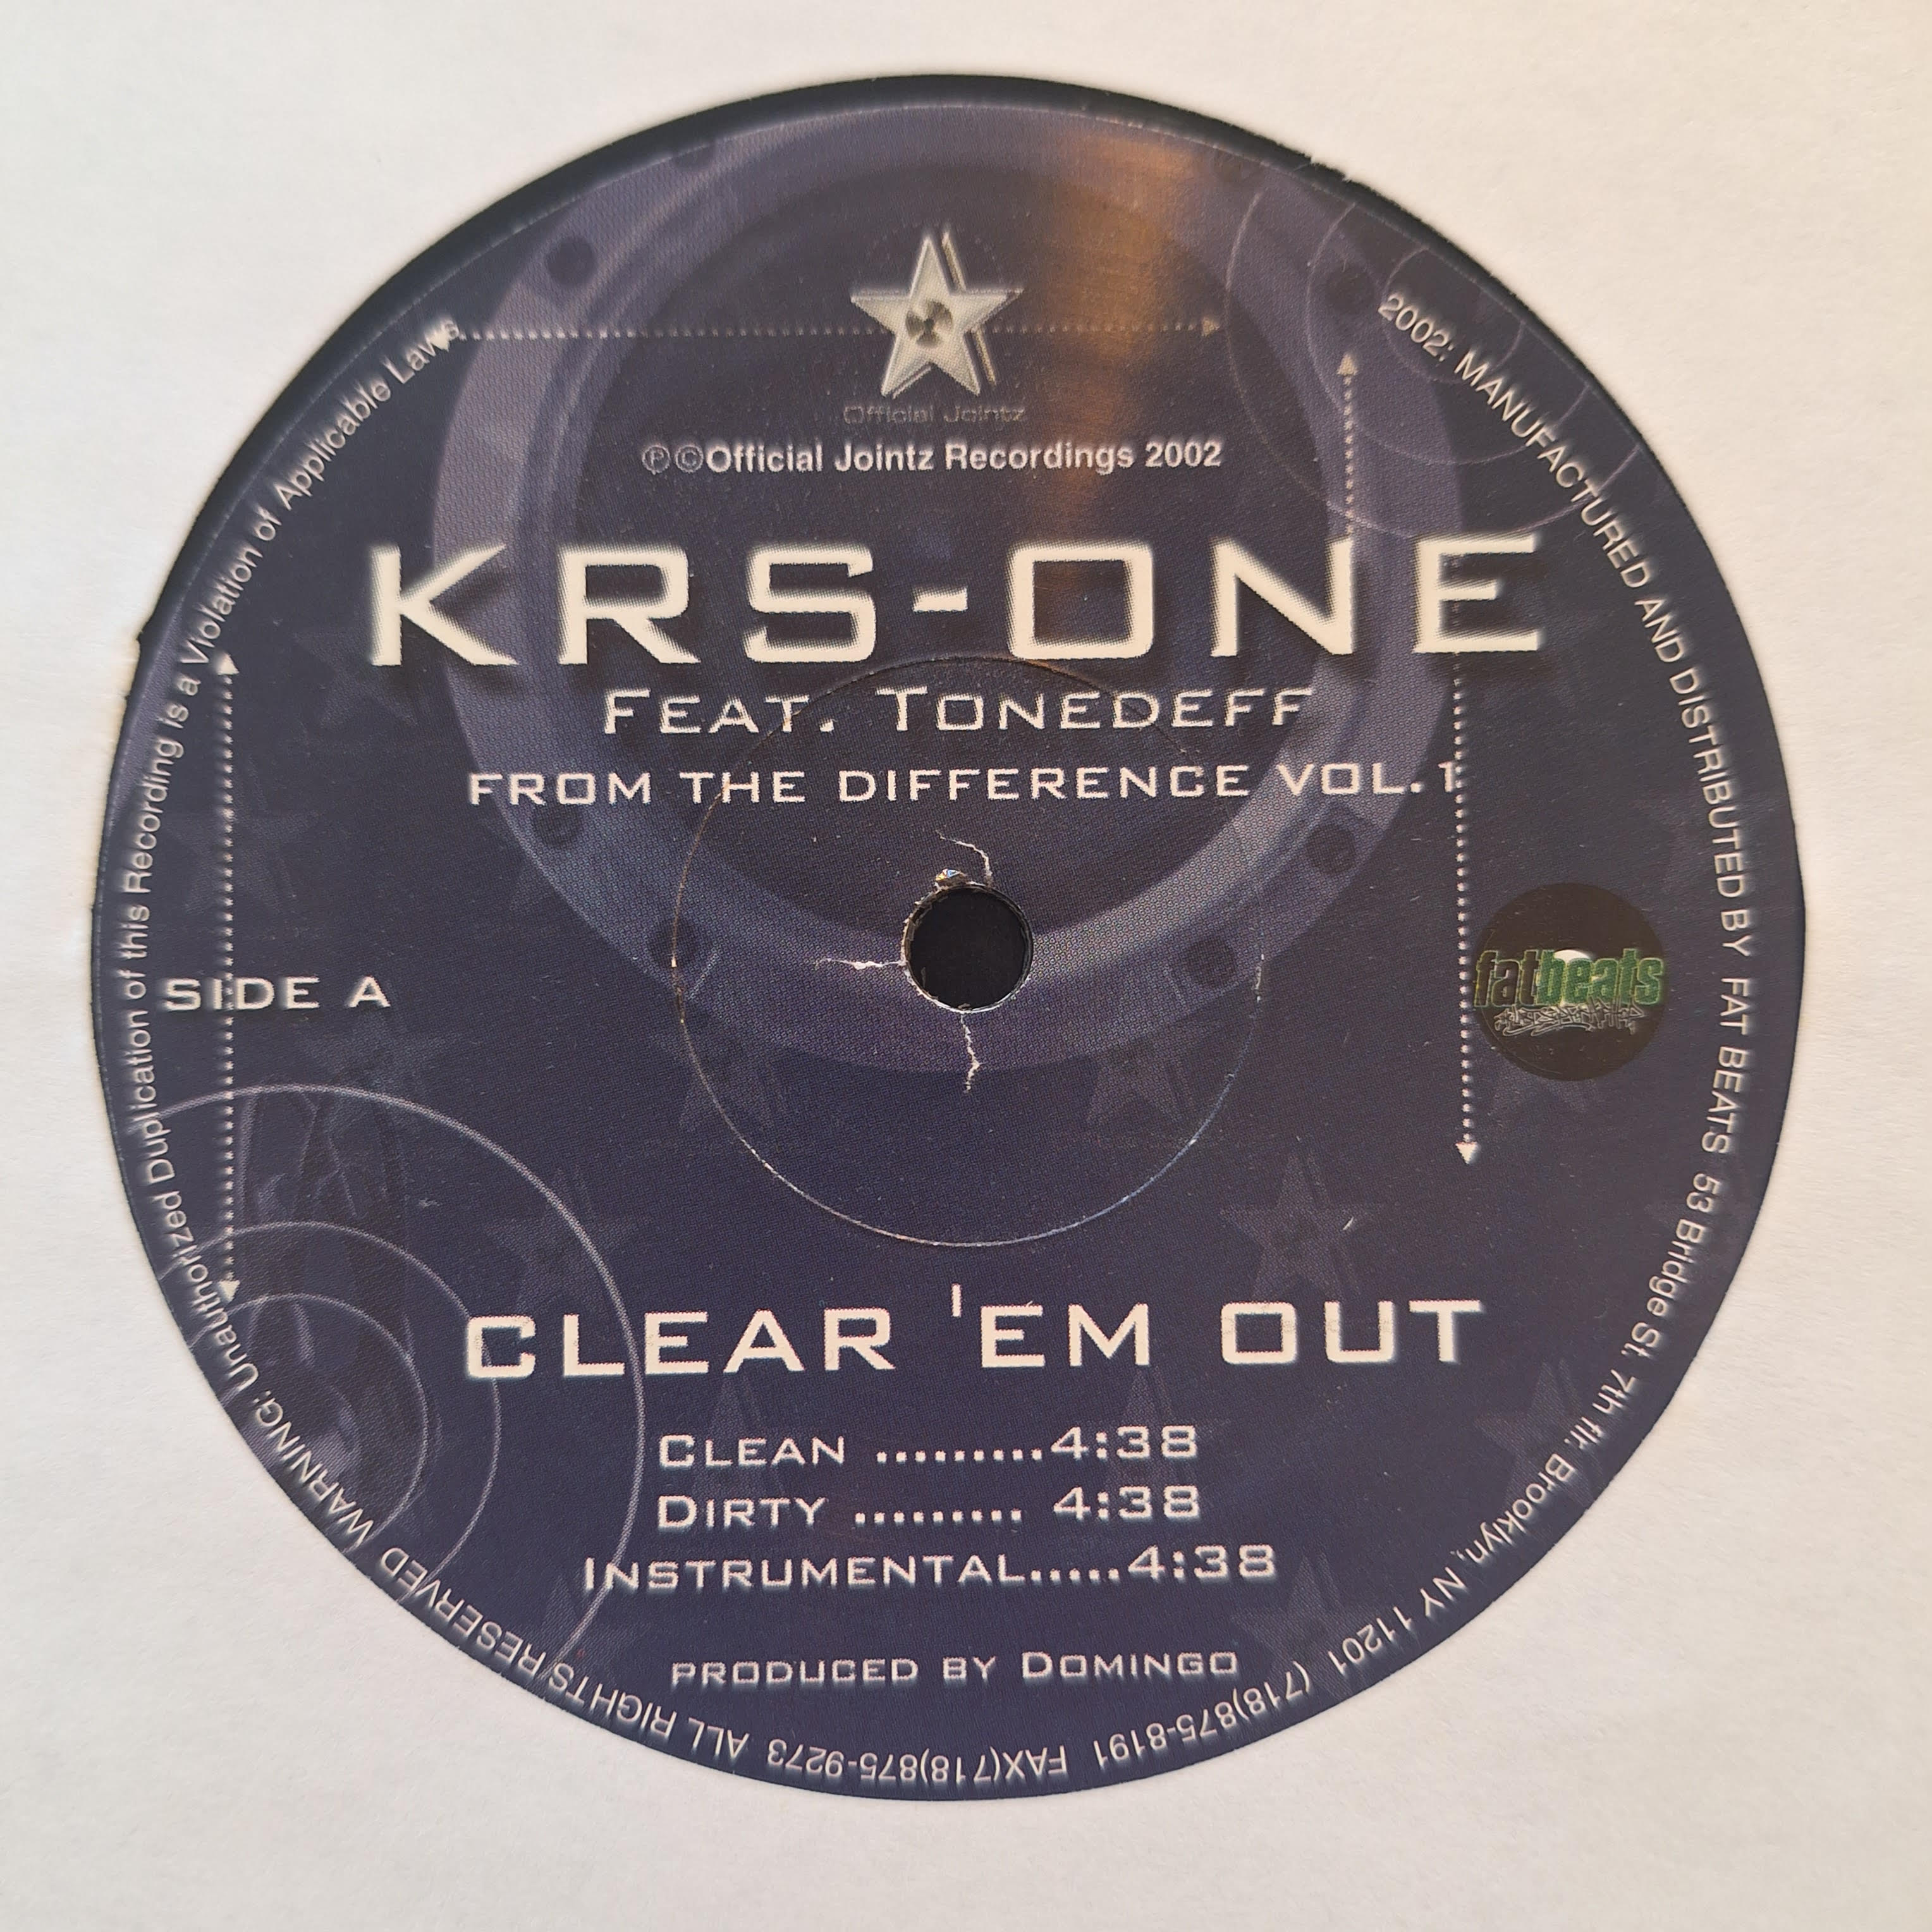 Official Jointz
℗©Official Jointz Recordings 2002
KRS-ONE
FEAT. TONEDEFF
FROM THE DIFFERENCE VOL.1
SIDE A
fatbeats
CLEAR 'EM OUT
CLEAN .........4:38
DIRTY ......... 4:38
INSTRUMENTAL.....4:38
PRODUCED BY DOMINGO
2002: MANUFACTURED AND DISTRIBUTED BY FAT BEATS 53 Bridge St. 7th flr. Brooklyn, NY 11201 (718)875-8191 FAX(718)875-9273 ALL RIGHTS RESERVED WARNING: Unauthorized Duplication of this Recording is a Violation of Applicable Laws